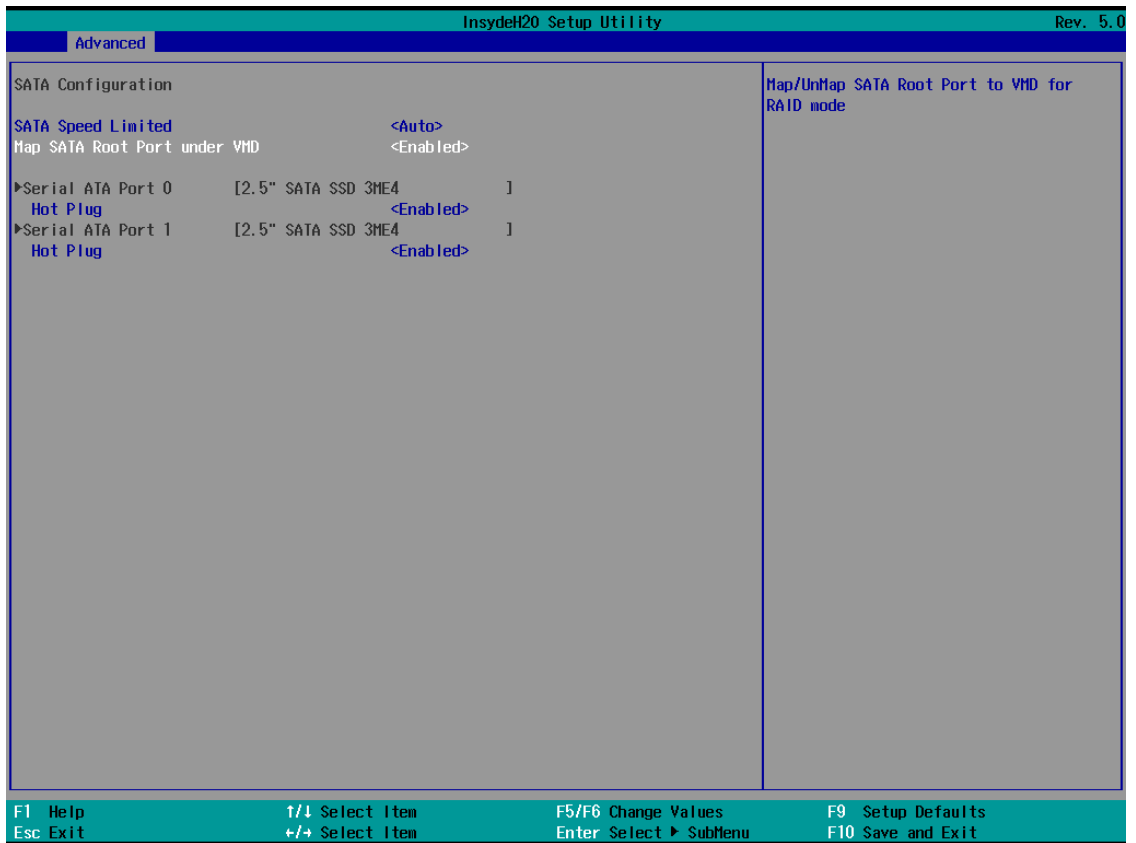 InsydeH20 Setup Utility Rev. 5.0
Advanced
SATA Configuration
SATA Speed Limited <Auto>
Map SATA Root Port under VMD <Enabled>
▶Serial ATA Port 0 [2.5" SATA SSD 3ME4 ]
Hot Plug <Enabled>
▶Serial ATA Port 1 [2.5" SATA SSD 3ME4 ]
Hot Plug <Enabled>
Map/UnMap SATA Root Port to VMD for
RAID mode
F1 Help ↑/↓ Select Item F5/F6 Change Values F9 Setup Defaults
Esc Exit ←/→ Select Item Enter Select ▶ SubMenu F10 Save and Exit